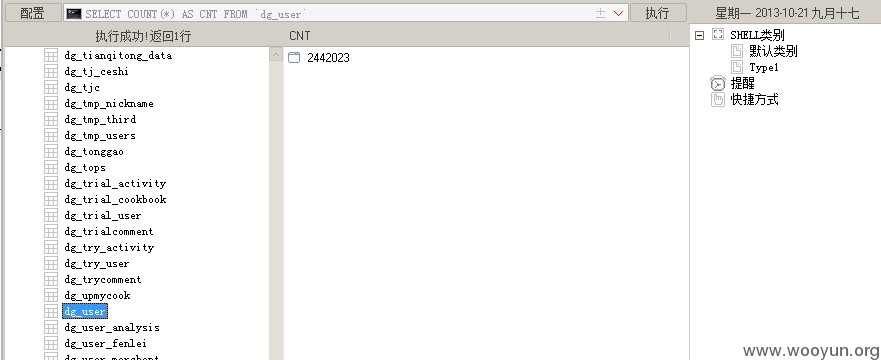 配置
SELECT COUNT(*) AS CNT FROM `dg_user`
执行
星期一 2013-10-21 九月十七
执行成功!返回1行
CNT
dg_tianqitong_data
dg_tj_ceshi
dg_tjc
dg_tmp_nickname
dg_tmp_third
dg_tmp_users
dg_tonggao
dg_tops
dg_trial_activity
dg_trial_cookbook
dg_trial_user
dg_trialcomment
dg_try_activity
dg_try_user
dg_trycomment
dg_upmycook
dg_user
dg_user_analysis
dg_user_fenlei
dg_user_merchant
2442023
SHELL类别
默认类别
Type1
提醒
快捷方式
www.wooyun.org